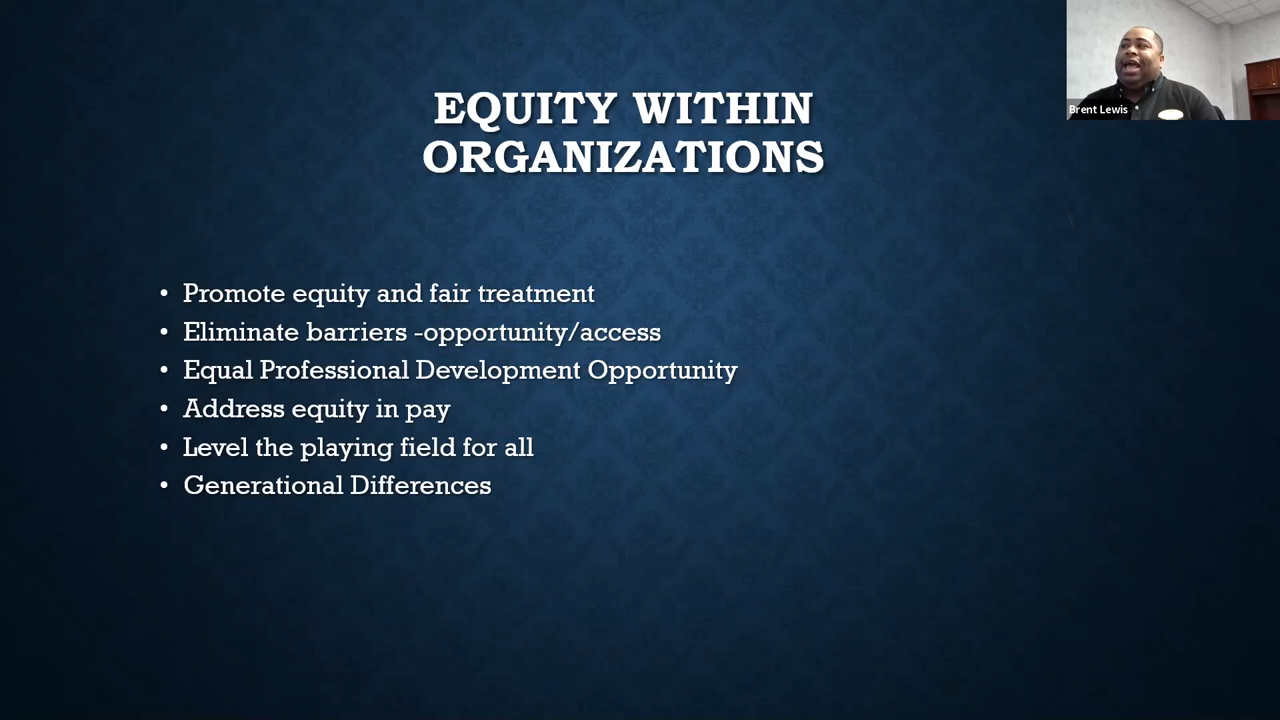 EQUITY WITHIN
ORGANIZATIONS
• Promote equity and fair treatment
• Eliminate barriers -opportunity/access
• Equal Professional Development Opportunity
• Address equity in pay
• Level the playing field for all
• Generational Differences
Brent Lewis